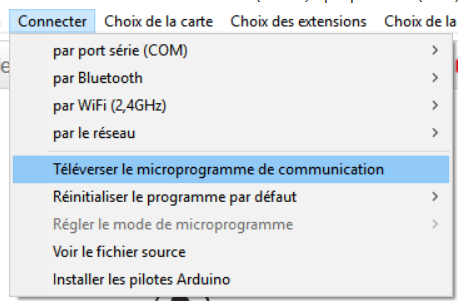 Connecter Choix de la carte Choix des extensions Choix de la
par port série (COM)
par Bluetooth
par WiFi (2,4GHz)
par le réseau
Téléverser le microprogramme de communication
Réinitialiser le programme par défaut
Régler le mode de microprogramme
Voir le fichier source
Installer les pilotes Arduino